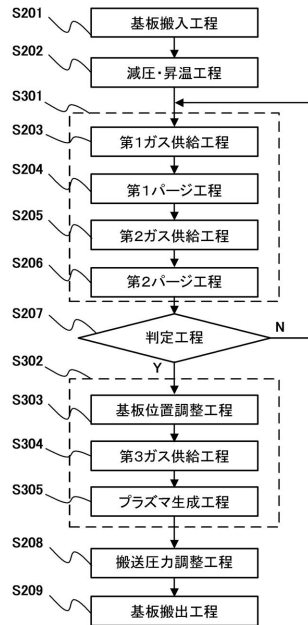 S201
基板搬入工程
S202
減圧・昇温工程
S301
S203
第1ガス供給工程
S204
第1パージ工程
S205
第2ガス供給工程
S206
第2パージ工程
S207
判定工程
N
Y
S302
S303
基板位置調整工程
S304
第3ガス供給工程
S305
プラズマ生成工程
S208
搬送圧力調整工程
S209
基板搬出工程